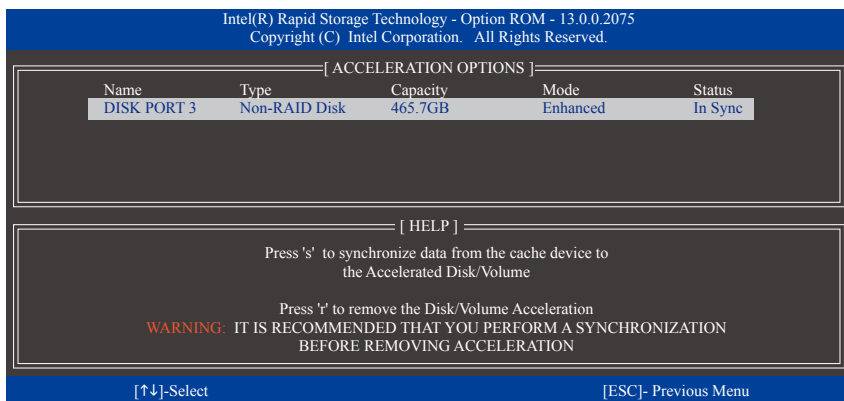 Intel(R) Rapid Storage Technology - Option ROM - 13.0.0.2075
Copyright (C) Intel Corporation. All Rights Reserved.
[ ACCELERATION OPTIONS ]
Name Type Capacity Mode Status
DISK PORT 3 Non-RAID Disk 465.7GB Enhanced In Sync
[ HELP ]
Press 's' to synchronize data from the cache device to
the Accelerated Disk/Volume
Press 'r' to remove the Disk/Volume Acceleration
WARNING: IT IS RECOMMENDED THAT YOU PERFORM A SYNCHRONIZATION
BEFORE REMOVING ACCELERATION
[↑↓]-Select [ESC]- Previous Menu